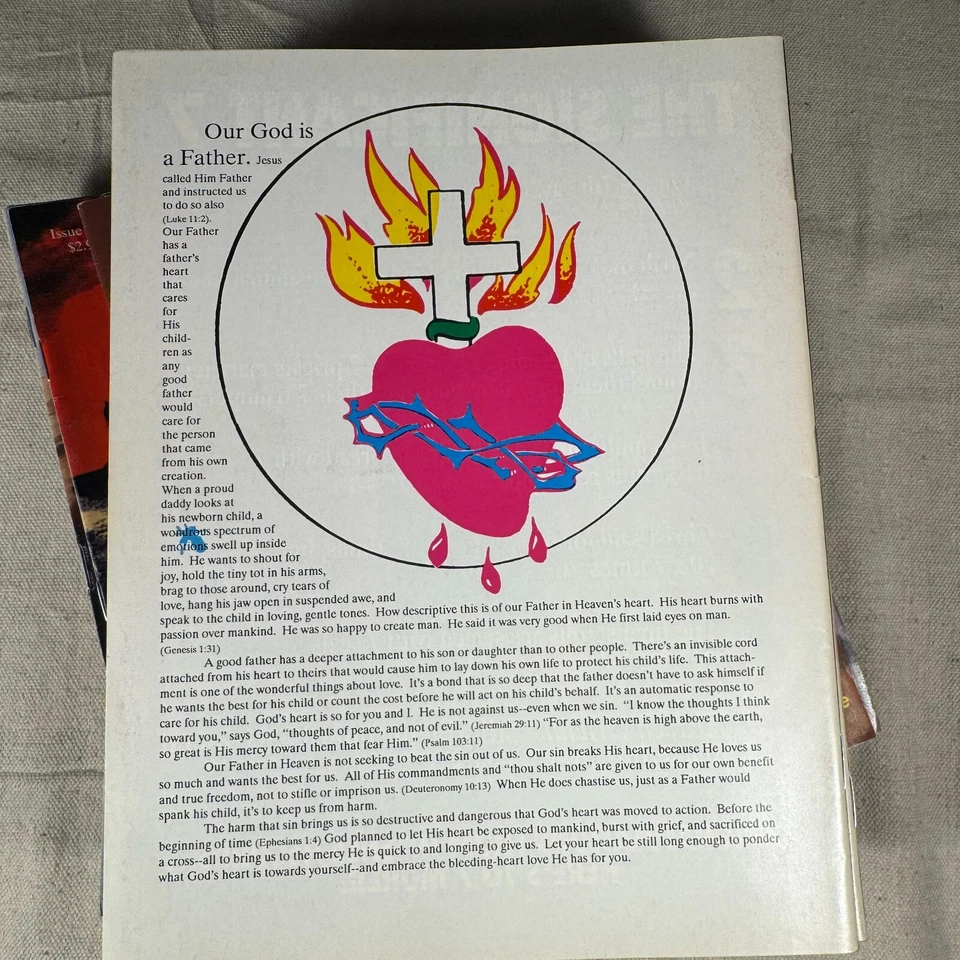 Our God is
a Father. Jesus
called Him Father
and instructed us
to do so also
(Luke 11:2).
Our Father
has a
father's
heart
that
cares
for
His
child-
ren as
any
good
father
would
care for
the person
that came
from his own
creation.
When a proud
daddy looks at
his newborn child, a
wondrous spectrum of
emotions swell up inside
him. He wants to shout for
joy, hold the tiny tot in his arms,
brag to those around, cry tears of
love, hang his jaw open in suspended awe, and
speak to the child in loving, gentle tones. How descriptive this is of our Father in Heaven's heart. His heart burns with
passion over mankind. He was so happy to create man. He said it was very good when He first laid eyes on man.
(Genesis 1:31)
A good father has a deeper attachment to his son or daughter than to other people. There's an invisible cord
attached from his heart to theirs that would cause him to lay down his own life to protect his child's life. This attach-
ment is one of the wonderful things about love. It's a bond that is so deep that the father doesn't have to ask himself if
he wants the best for his child or count the cost before he will act on his child's behalf. It's an automatic response to
care for his child. God's heart is so for you and I. He is not against us--even when we sin. "I know the thoughts I think
toward you," says God, "thoughts of peace, and not of evil." (Jeremiah 29:11) "For as the heaven is high above the earth,
so great is His mercy toward them that fear Him." (Psalm 103:11)
Our Father in Heaven is not seeking to beat the sin out of us. Our sin breaks His heart, because He loves us
so much and wants the best for us. All of His commandments and "thou shalt nots" are given to us for our own benefit
and true freedom, not to stifle or imprison us. (Deuteronomy 10:13) When He does chastise us, just as a Father would
spank his child, it's to keep us from harm.
The harm that sin brings us is so destructive and dangerous that God's heart was moved to action. Before the
beginning of time (Ephesians 1:4) God planned to let His heart be exposed to mankind, burst with grief, and sacrificed on
a cross--all to bring us to the mercy He is quick to and longing to give us. Let your heart be still long enough to ponder
what God's heart is towards yourself--and embrace the bleeding-heart love He has for you.
Issue